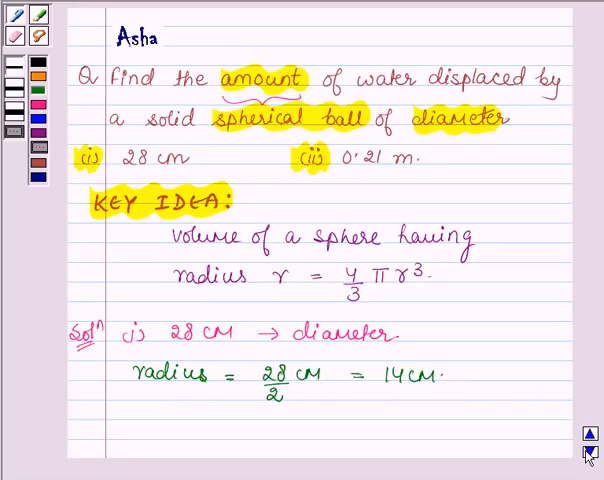 Asha
Q Find the amount of water displaced by
a solid spherical ball of diameter
(i) 28 cm (ii) 0.21 m.
KEY IDEA:
volume of a sphere having
radius r = 4/3 π r³.
Solⁿ (i) 28 CM → diameter.
radius = 28/2 CM = 14 CM.